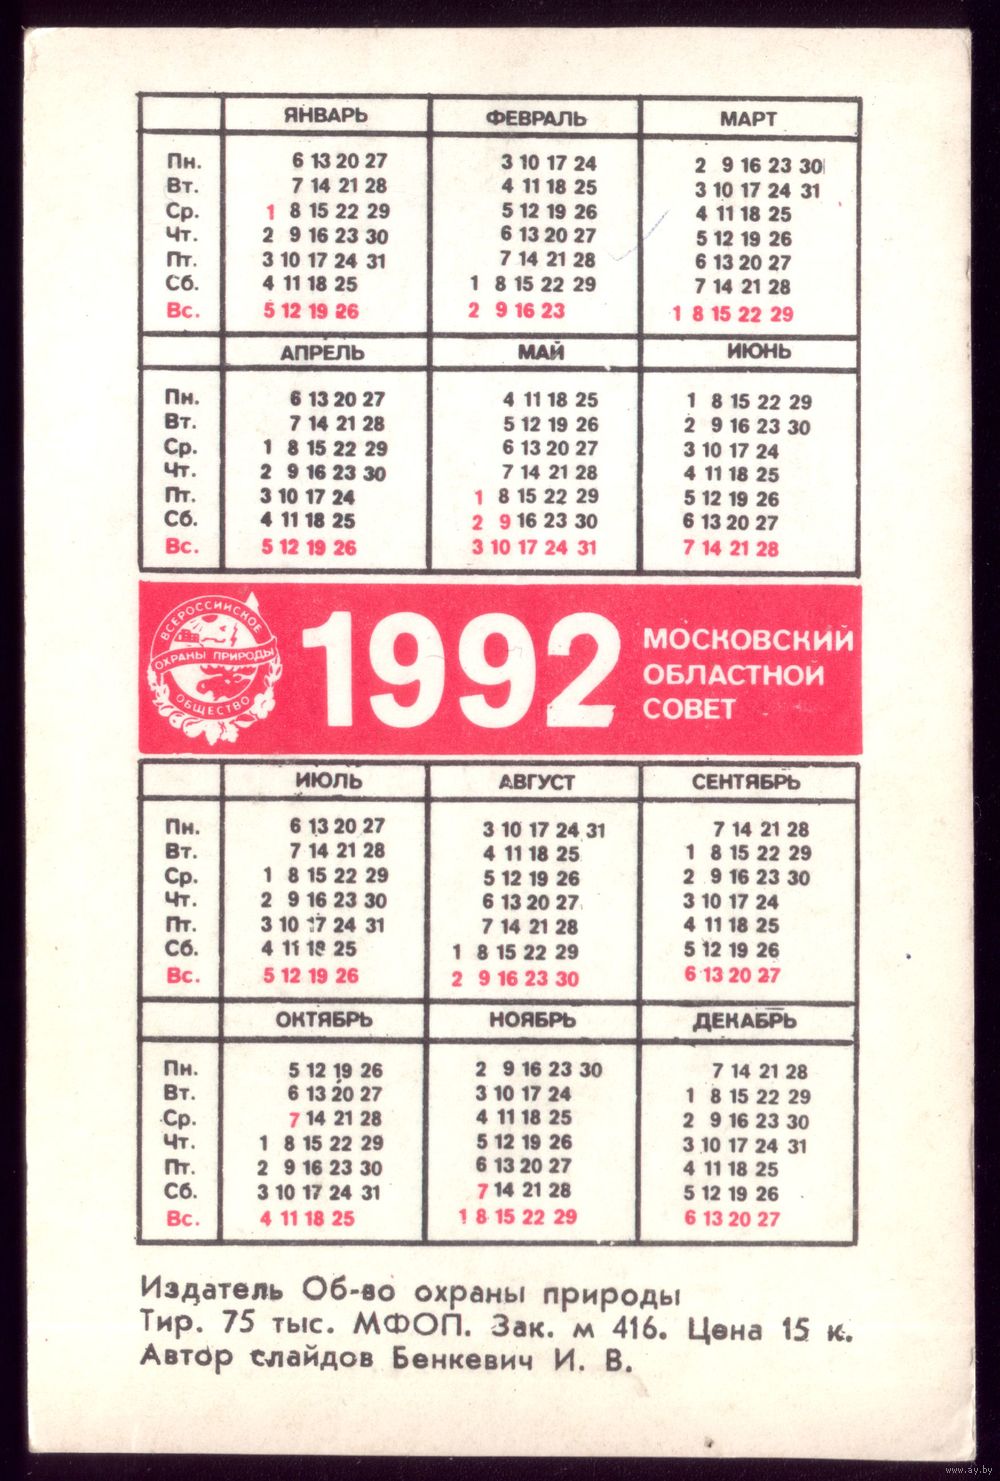 ЯНВАРЬ ФЕВРАЛЬ МАРТ
Пн. 6 13 20 27 3 10 17 24 2 9 16 23 30
Вт. 7 14 21 28 4 11 18 25 3 10 17 24 31
Ср. 1 8 15 22 29 5 12 19 26 4 11 18 25
Чт. 2 9 16 23 30 6 13 20 27 5 12 19 26
Пт. 3 10 17 24 31 7 14 21 28 6 13 20 27
Сб. 4 11 18 25 1 8 15 22 29 7 14 21 28
Вс. 5 12 19 26 2 9 16 23 1 8 15 22 29
АПРЕЛЬ МАЙ ИЮНЬ
Пн. 6 13 20 27 4 11 18 25 1 8 15 22 29
Вт. 7 14 21 28 5 12 19 26 2 9 16 23 30
Ср. 1 8 15 22 29 6 13 20 27 3 10 17 24
Чт. 2 9 16 23 30 7 14 21 28 4 11 18 25
Пт. 3 10 17 24 1 8 15 22 29 5 12 19 26
Сб. 4 11 18 25 2 9 16 23 30 6 13 20 27
Вс. 5 12 19 26 3 10 17 24 31 7 14 21 28
ВСЕРОССИЙСКОЕ
ОХРАНЫ ПРИРОДЫ
ОБЩЕСТВО
1992
МОСКОВСКИЙ
ОБЛАСТНОЙ
СОВЕТ
ИЮЛЬ АВГУСТ СЕНТЯБРЬ
Пн. 6 13 20 27 3 10 17 24 31 7 14 21 28
Вт. 7 14 21 28 4 11 18 25 1 8 15 22 29
Ср. 1 8 15 22 29 5 12 19 26 2 9 16 23 30
Чт. 2 9 16 23 30 6 13 20 27 3 10 17 24
Пт. 3 10 17 24 31 7 14 21 28 4 11 18 25
Сб. 4 11 18 25 1 8 15 22 29 5 12 19 26
Вс. 5 12 19 26 2 9 16 23 30 6 13 20 27
ОКТЯБРЬ НОЯБРЬ ДЕКАБРЬ
Пн. 5 12 19 26 2 9 16 23 30 7 14 21 28
Вт. 6 13 20 27 3 10 17 24 1 8 15 22 29
Ср. 7 14 21 28 4 11 18 25 2 9 16 23 30
Чт. 1 8 15 22 29 5 12 19 26 3 10 17 24 31
Пт. 2 9 16 23 30 6 13 20 27 4 11 18 25
Сб. 3 10 17 24 31 7 14 21 28 5 12 19 26
Вс. 4 11 18 25 1 8 15 22 29 6 13 20 27
Издатель Об-во охраны природы
Тир. 75 тыс. МФОП. Зак. м 416. Цена 15 к.
Автор слайдов Бенкевич И. В.
www.ay.by